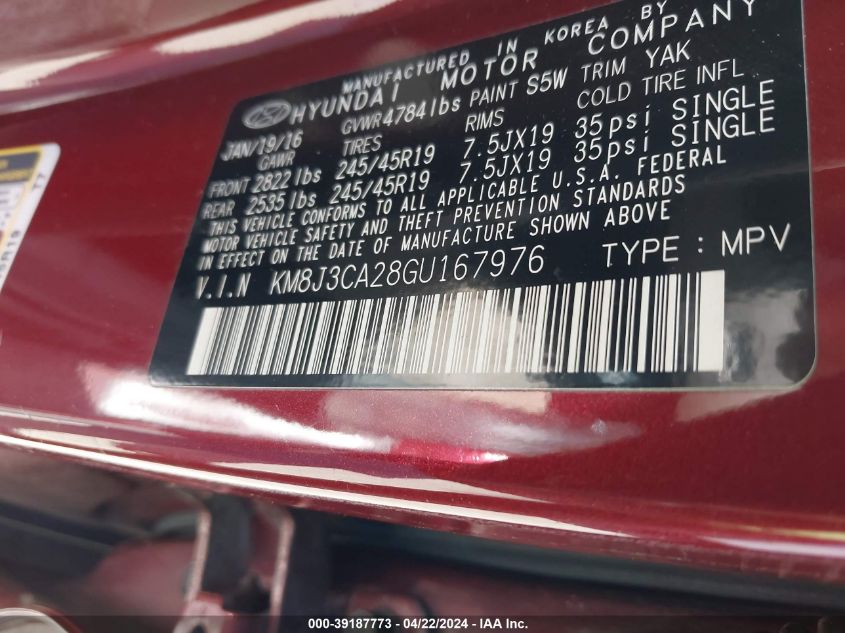 MANUFACTURED IN KOREA BY
HYUNDAI MOTOR COMPANY
JAN/19/16 GVWR 4784 lbs PAINT S5W TRIM YAK
GAWR TIRES RIMS COLD TIRE INFL
FRONT 2822 lbs 245/45R19 7.5JX19 35psi SINGLE
REAR 2535 lbs 245/45R19 7.5JX19 35psi SINGLE
THIS VEHICLE CONFORMS TO ALL APPLICABLE U.S.A. FEDERAL
MOTOR VEHICLE SAFETY AND THEFT PREVENTION STANDARDS
IN EFFECT ON THE DATE OF MANUFACTURE SHOWN ABOVE
V.I.N KM8J3CA28GU167976 TYPE : MPV
000-39187773 - 04/22/2024 - IAA Inc.